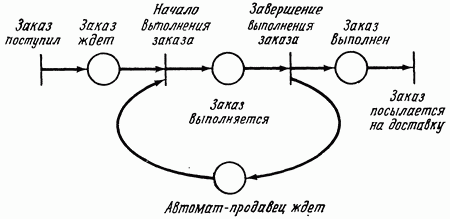 Заказ
поступил
Заказ
ждет
Начало
выполнения
заказа
Завершение
выполнения
заказа
Заказ
выполнен
Заказ
выполняется
Заказ
посылается
на доставку
Автомат-продавец ждет